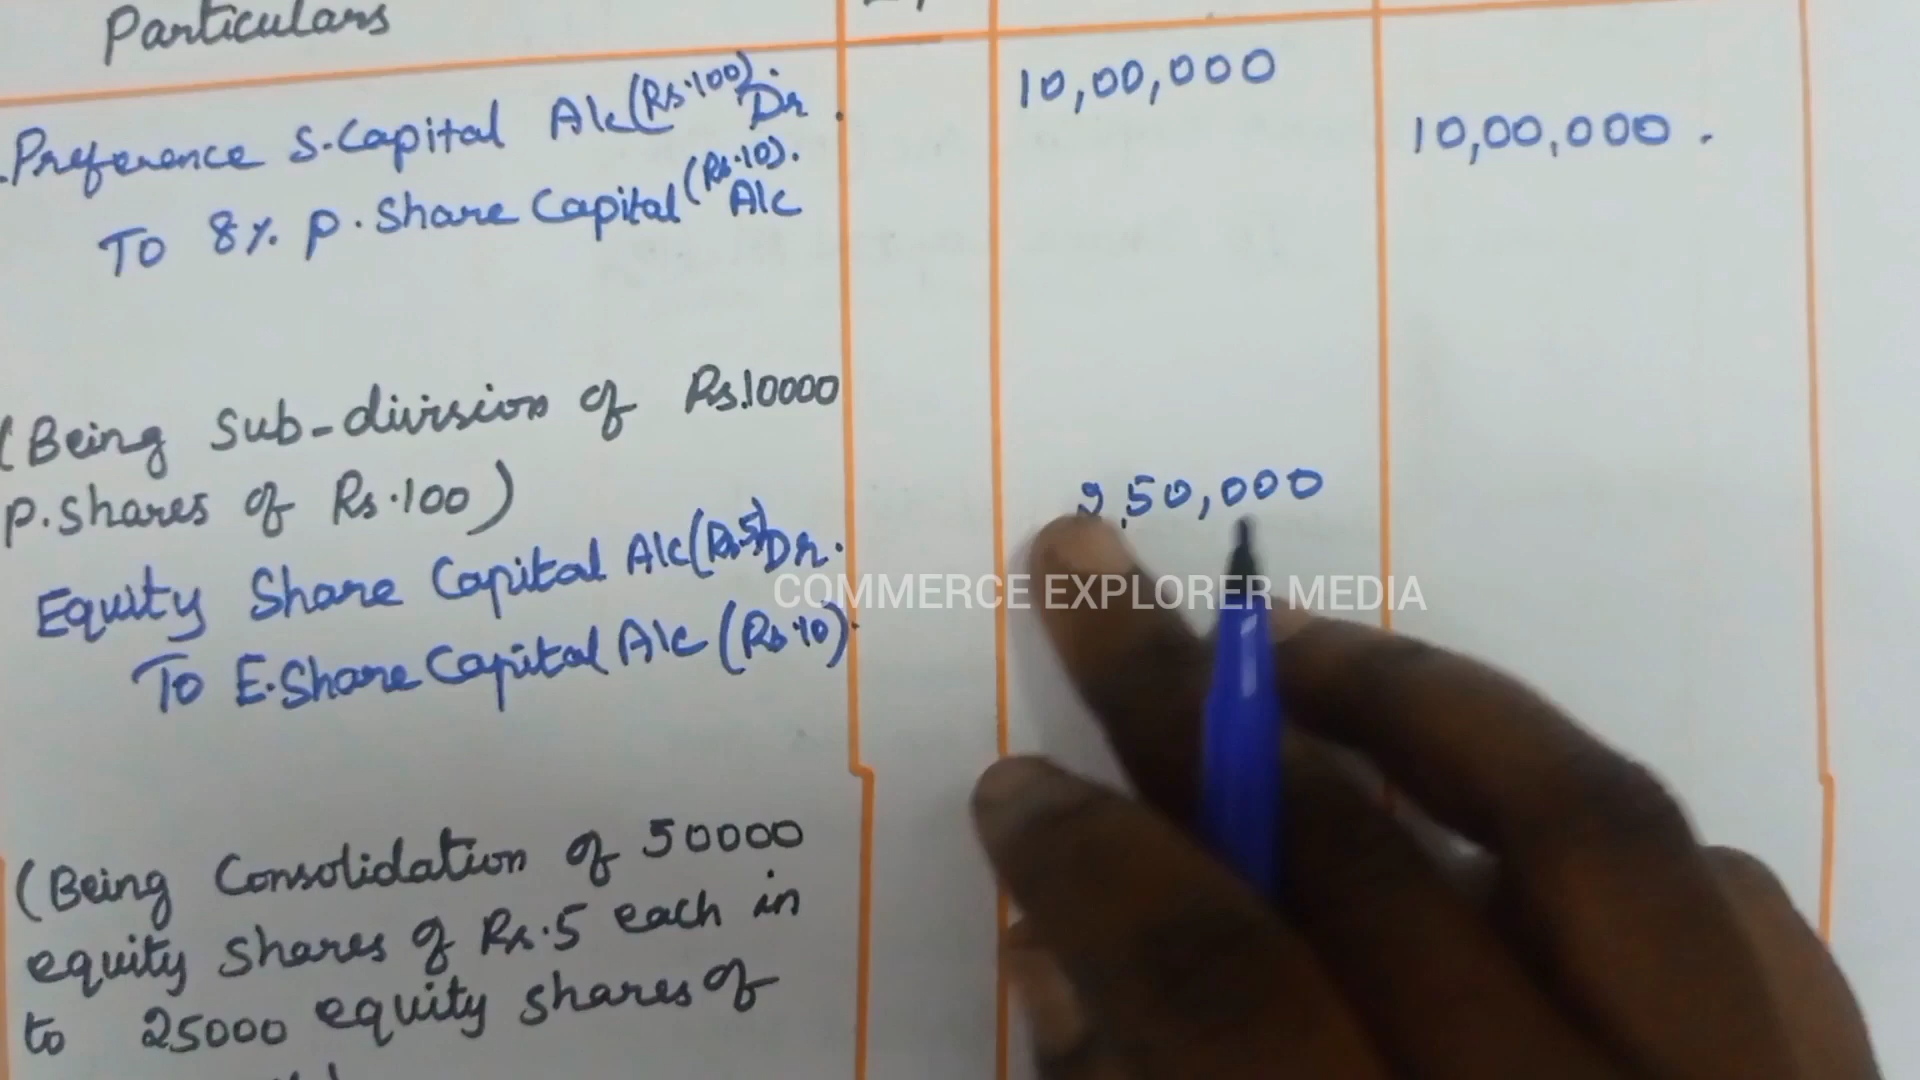 Particulars
.Preference S.Capital A/c (Rs.100). Dr. 10,00,000
To 8%. P. Share Capital (Rs.10). A/c 10,00,000.
(Being Sub-division of Rs.10000
P.Shares of Rs.100)
2,50,000
Equity Share Capital A/c (Rs.5) Dr.
To E.Share Capital A/c (Rs 10).
COMMERCE EXPLORER MEDIA
(Being Consolidation of 50000
equity shares of Rs.5 each in
to 25000 equity shares of